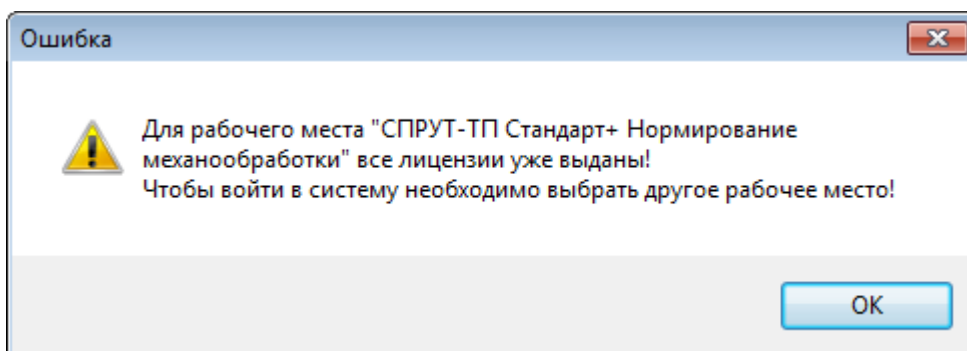 Ошибка
Для рабочего места "СПРУТ-ТП Стандарт+ Нормирование
механообработки" все лицензии уже выданы!
Чтобы войти в систему необходимо выбрать другое рабочее место!
ОК